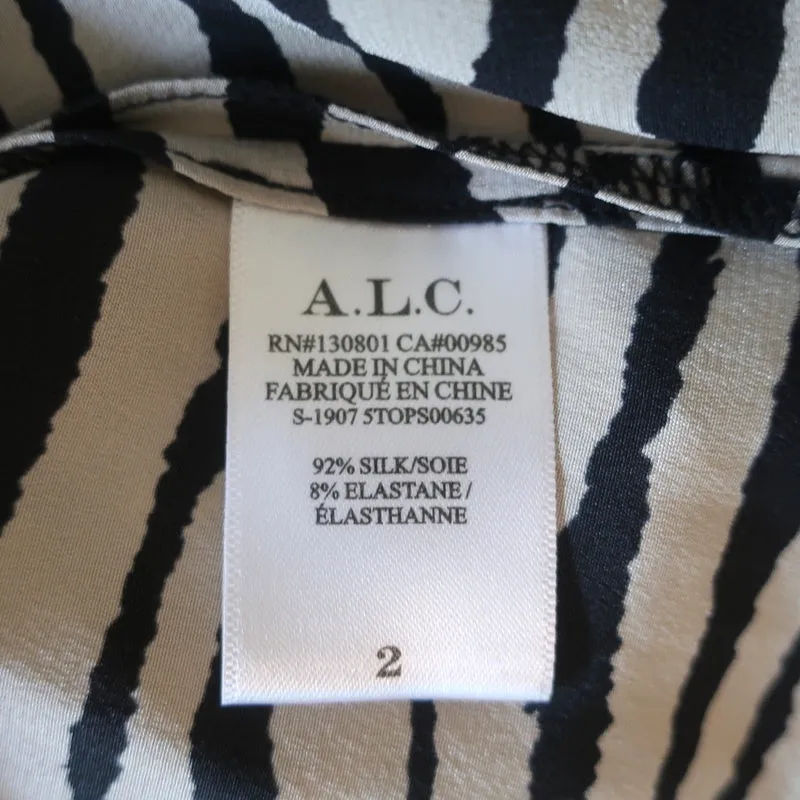 A.L.C.
RN#130801 CA#00985
MADE IN CHINA
FABRIQUÉ EN CHINE
S-1907 5TOPS00635
92% SILK/SOIE
8% ELASTANE /
ÉLASTHANNE
2